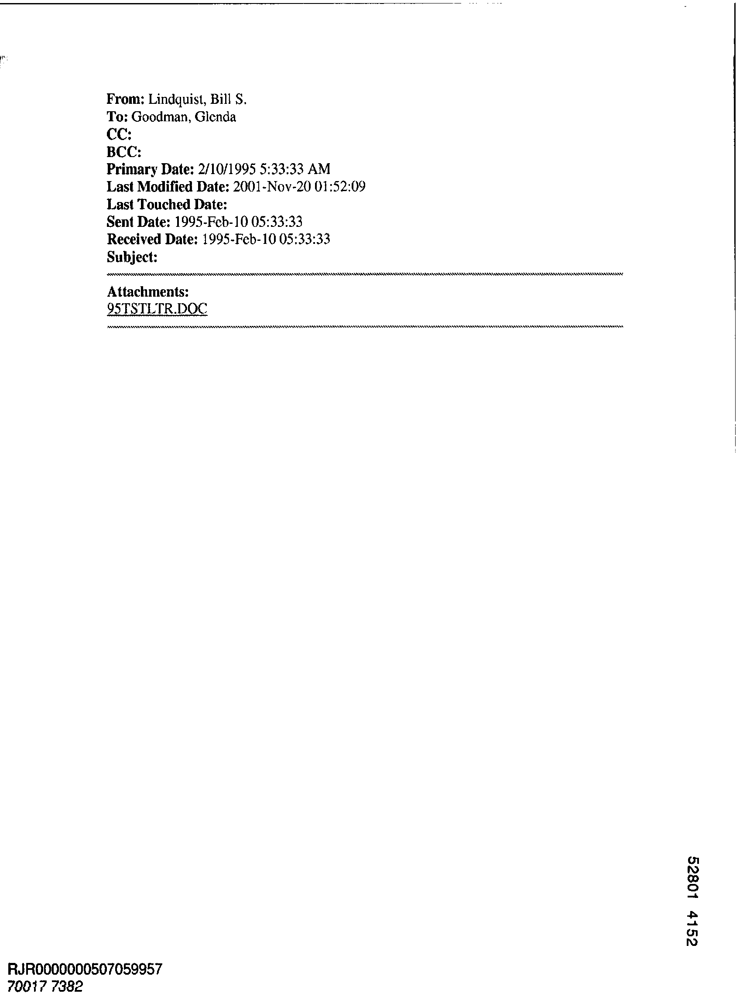 From: Lindquist, Bill S.
To: Goodman, Glenda
CC:
BCC:
Primary Date: 2/10/1995 5:33:33 AM
Last Modified Date: 2001-Nov-20 01:52:09
Last Touched Date:
Sent Date: 1995-Feb-10 05:33:33
Received Date: 1995-Feb-10 05:33:33
Subject:
Attachments:
95TSTLTR.DOC
52801 4152
RJR0000000507059957
70017 7382